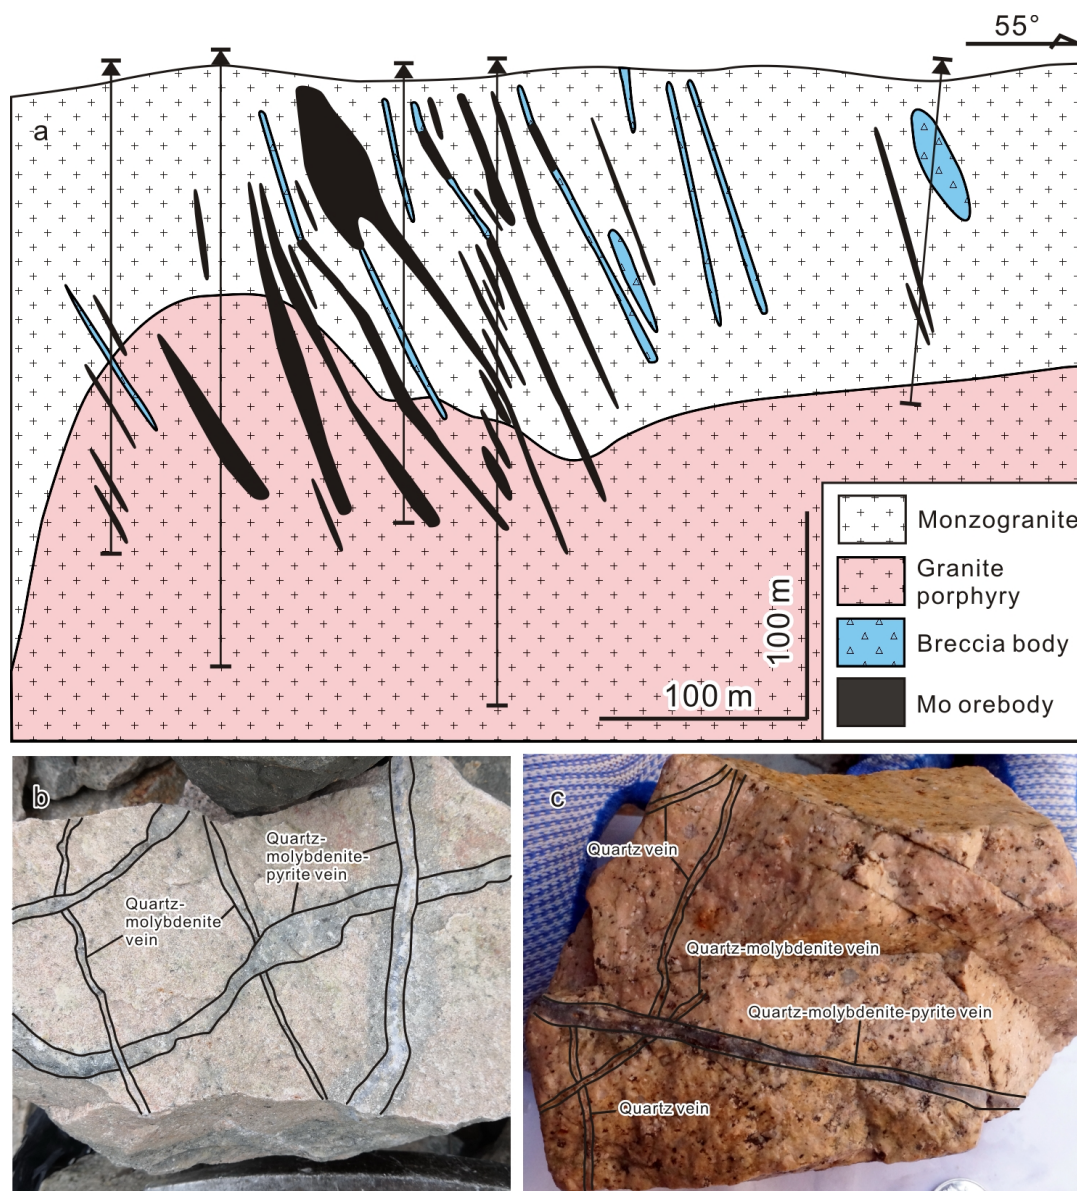 55°
a
Monzogranite
Granite
porphyry
Breccia body
Mo orebody
100 m
100 m
b
Quartz-
molybdenite-
pyrite vein
Quartz-
molybdenite
vein
c
Quartz vein
Quartz-molybdenite vein
Quartz-molybdenite-pyrite vein
Quartz vein